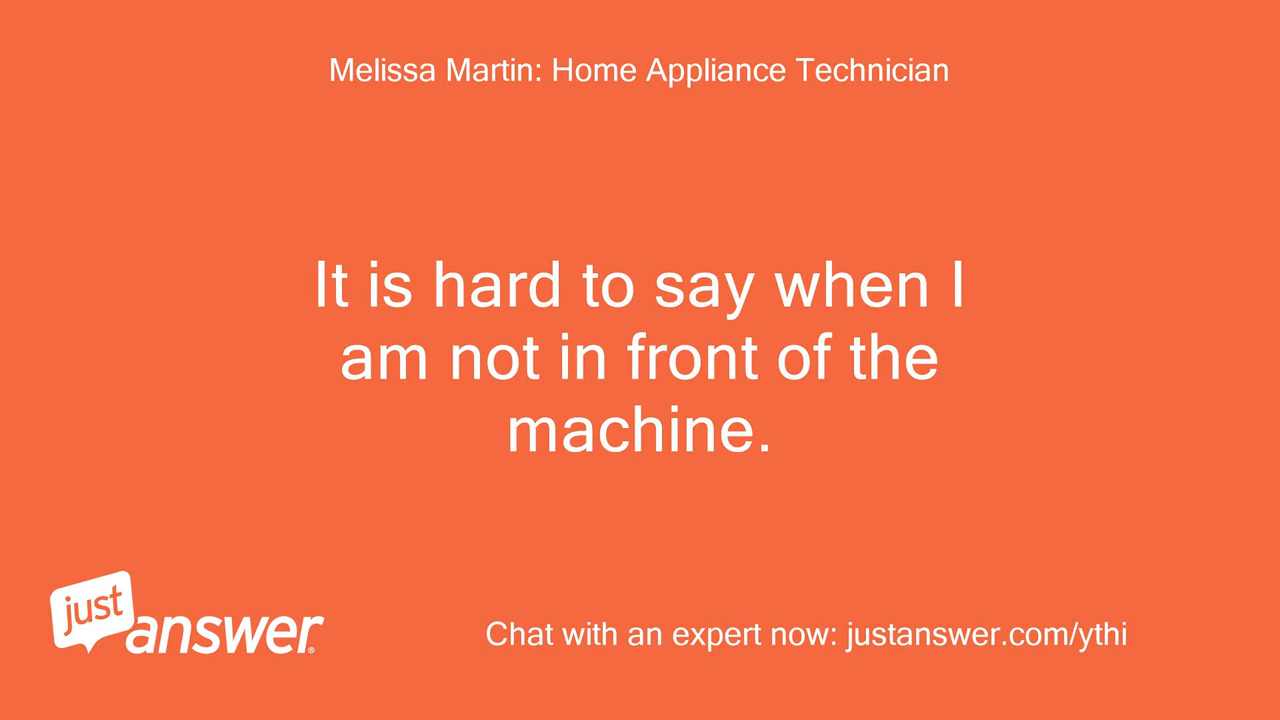 Melissa Martin: Home Appliance Technician
It is hard to say when I
am not in front of the
machine.
just
answer®
Chat with an expert now: justanswer.com/ythi